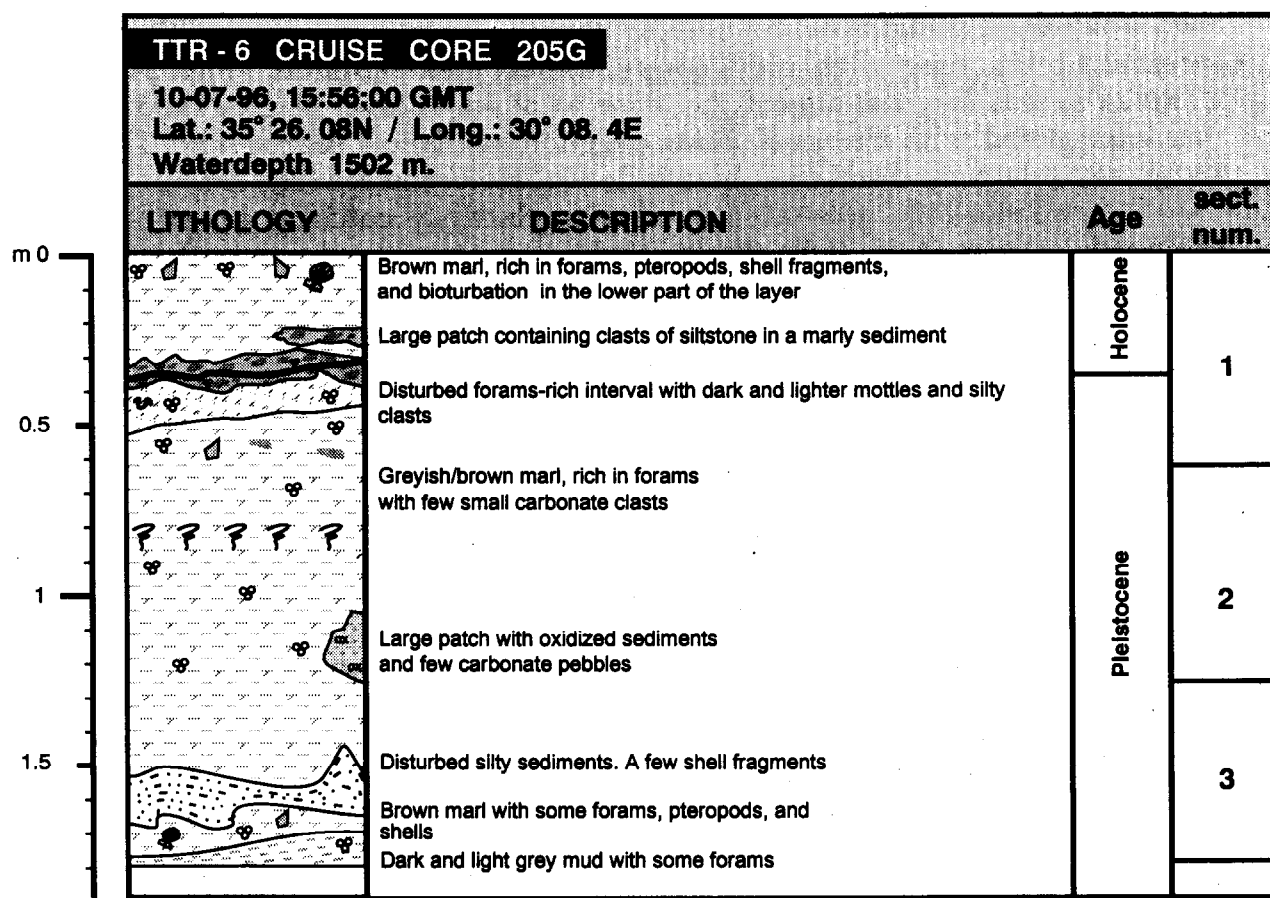 TTR - 6 CRUISE CORE 205G
10-07-96, 15:56:00 GMT
Lat.: 35° 26. 08N / Long.: 30° 08. 4E
Waterdepth 1502 m.
LITHOLOGY DESCRIPTION Age sect. num.
m 0
Brown marl, rich in forams, pteropods, shell fragments,
and bioturbation in the lower part of the layer
Holocene
Large patch containing clasts of siltstone in a marly sediment
1
Disturbed forams-rich interval with dark and lighter mottles and silty
clasts
0.5
Greyish/brown marl, rich in forams
with few small carbonate clasts
1
Pleistocene
2
Large patch with oxidized sediments
and few carbonate pebbles
ox
ox
1.5
Disturbed silty sediments. A few shell fragments
3
Brown marl with some forams, pteropods, and
shells
Dark and light grey mud with some forams